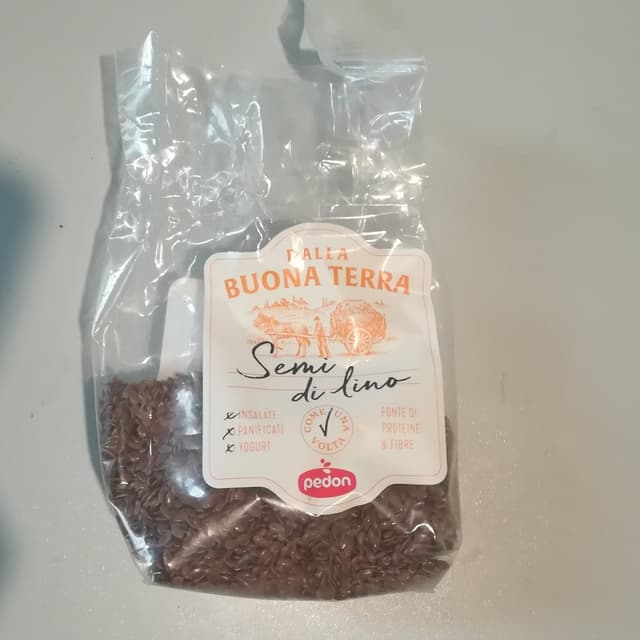 DALLA
BUONA TERRA
Semi
di lino
INSALATE
PANIFICATI
YOGURT
COME UNA
VOLTA
FONTE DI
PROTEINE
E FIBRE
pedon